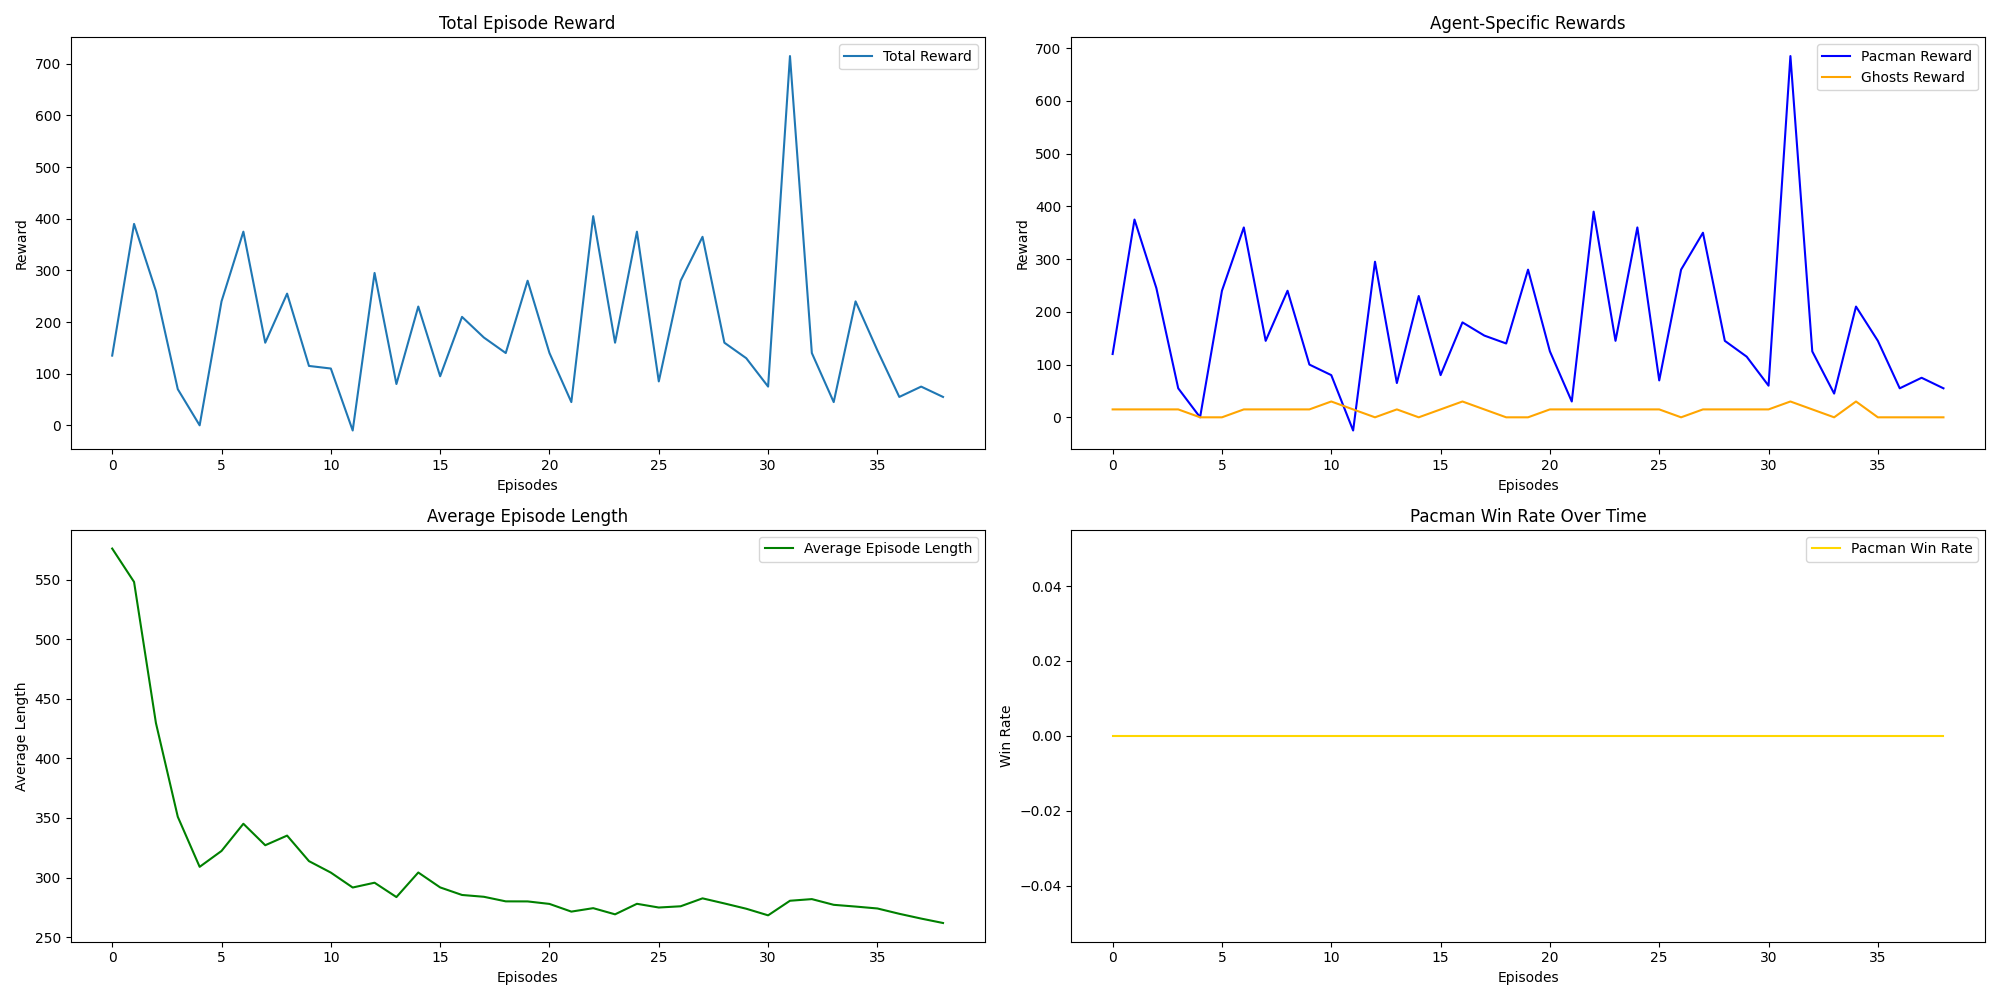 Total Episode Reward
Total Reward
Reward
700
600
500
400
300
200
100
0
0 5 10 15 20 25 30 35
Episodes
Agent-Specific Rewards
Pacman Reward
Ghosts Reward
Reward
700
600
500
400
300
200
100
0
0 5 10 15 20 25 30 35
Episodes
Average Episode Length
Average Episode Length
Average Length
550
500
450
400
350
300
250
0 5 10 15 20 25 30 35
Episodes
Pacman Win Rate Over Time
Pacman Win Rate
Win Rate
0.04
0.02
0.00
−0.02
−0.04
0 5 10 15 20 25 30 35
Episodes